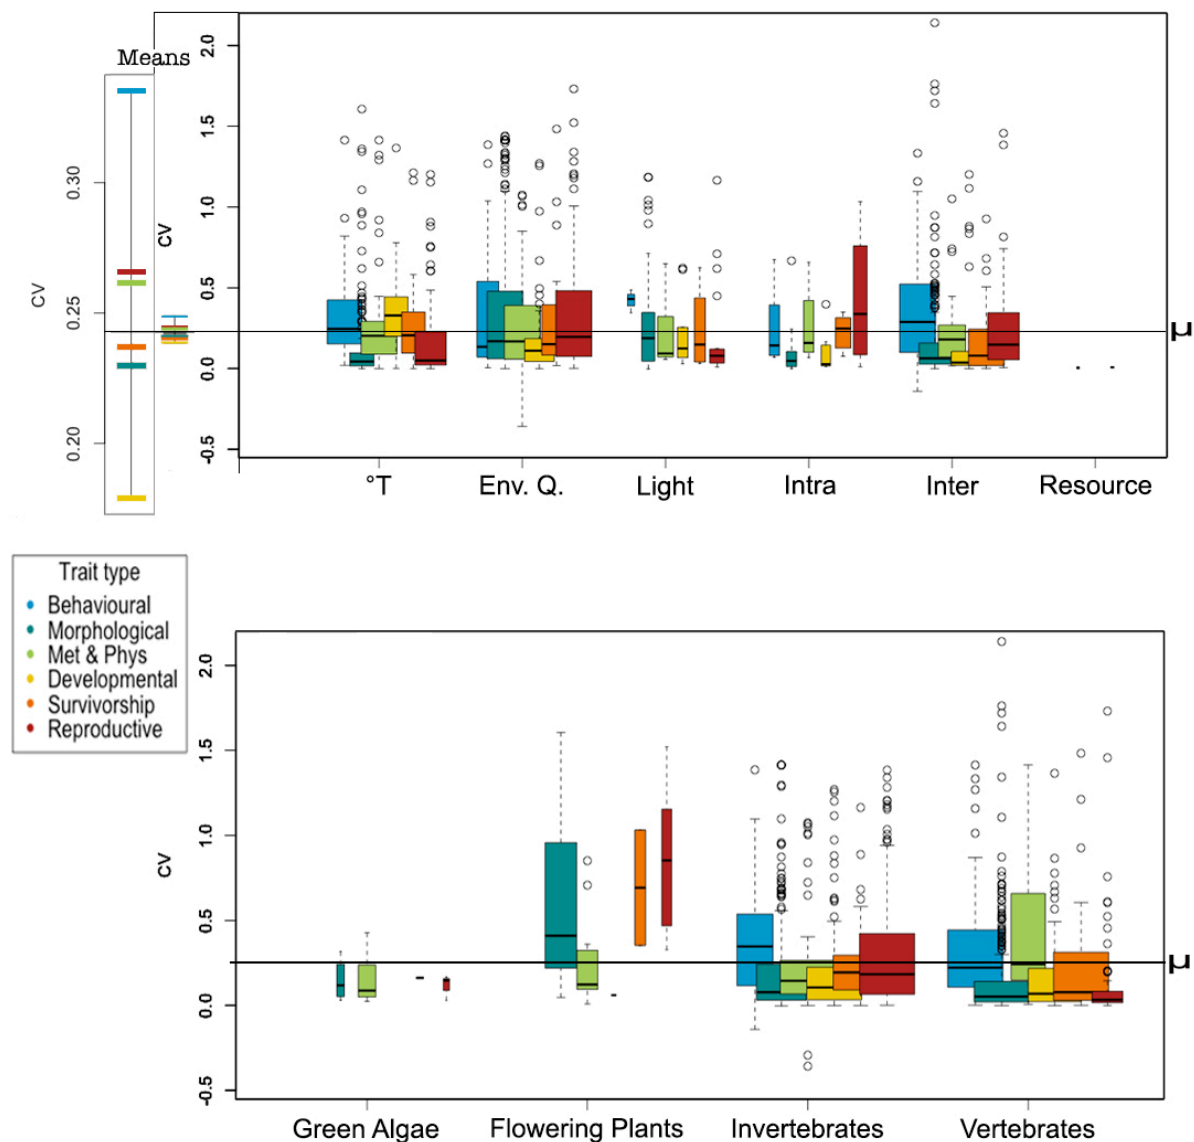 Means
2.0
1.5
1.0
0.5
0.0
-0.5
cv
0.30
0.25
0.20
CV
μ
°T Env. Q. Light Intra Inter Resource
Trait type
Behavioural
Morphological
Met & Phys
Developmental
Survivorship
Reproductive
2.0
1.5
1.0
0.5
0.0
-0.5
cv
μ
Green Algae Flowering Plants Invertebrates Vertebrates